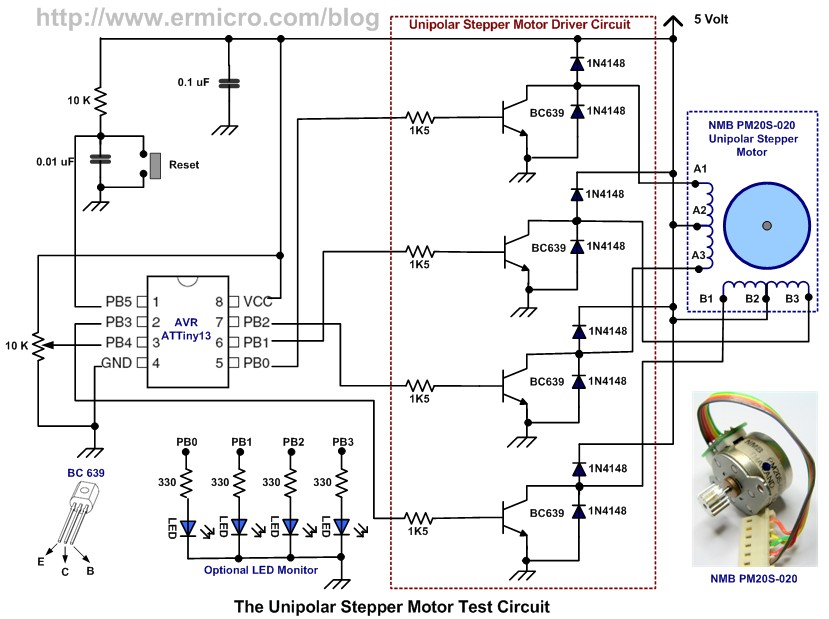 http://www.ermicro.com/blog
Unipolar Stepper Motor Driver Circuit
5 Volt
0.1 uF
10 K
0.01 uF
Reset
1K5
BC639
1N4148
1N4148
NMB PM20S-020
Unipolar Stepper
Motor
A1
A2
A3
B1
B2
B3
1K5
BC639
1N4148
1N4148
PB5
1
8
VCC
PB3
2
AVR
ATTiny13
7
PB2
10 K
PB4
3
6
PB1
GND
4
5
PB0
1K5
BC639
1N4148
1N4148
1K5
BC639
1N4148
1N4148
PB0
PB1
PB2
PB3
330
330
330
330
LED
LED
LED
LED
Optional LED Monitor
BC 639
E
C
B
NMB PM20S-020
The Unipolar Stepper Motor Test Circuit